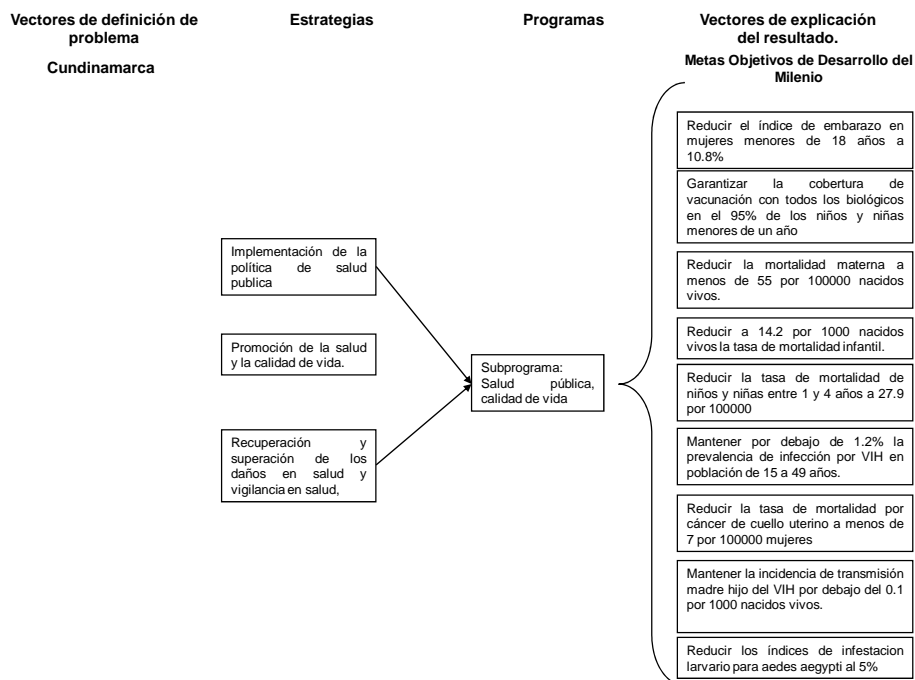 Vectores de definición de
problema
Cundinamarca
Estrategias
Programas
Vectores de explicación
del resultado.
Metas Objetivos de Desarrollo del
Milenio
Implementación de la
política de salud
publica
Promoción de la salud
y la calidad de vida.
Recuperación y
superación de los
daños en salud y
vigilancia en salud,
Subprograma:
Salud pública,
calidad de vida
Reducir el índice de embarazo en
mujeres menores de 18 años a
10.8%
Garantizar la cobertura de
vacunación con todos los biológicos
en el 95% de los niños y niñas
menores de un año
Reducir la mortalidad materna a
menos de 55 por 100000 nacidos
vivos.
Reducir a 14.2 por 1000 nacidos
vivos la tasa de mortalidad infantil.
Reducir la tasa de mortalidad de
niños y niñas entre 1 y 4 años a 27.9
por 100000
Mantener por debajo de 1.2% la
prevalencia de infección por VIH en
población de 15 a 49 años.
Reducir la tasa de mortalidad por
cáncer de cuello uterino a menos de
7 por 100000 mujeres
Mantener la incidencia de transmisión
madre hijo del VIH por debajo del 0.1
por 1000 nacidos vivos.
Reducir los índices de infestacion
larvario para aedes aegypti al 5%